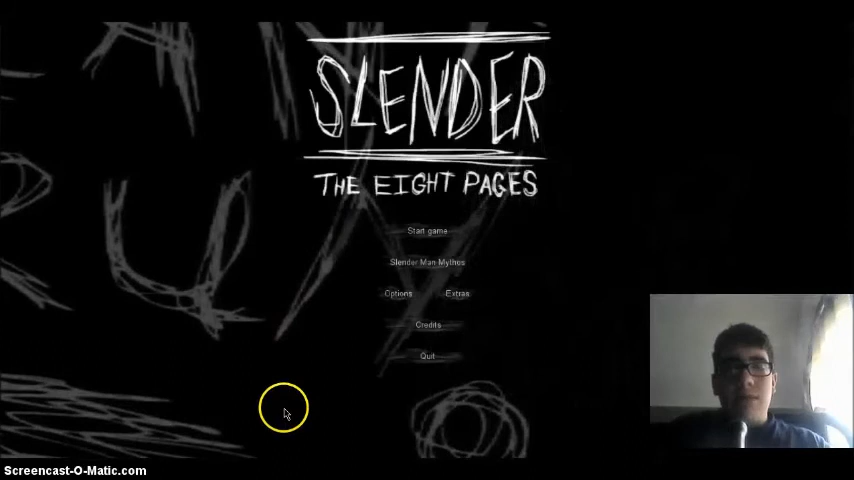 SLENDER
THE EIGHT PAGES
Start game
Slender Man Mythos
Options Extras
Credits
Quit
Screencast-O-Matic.com